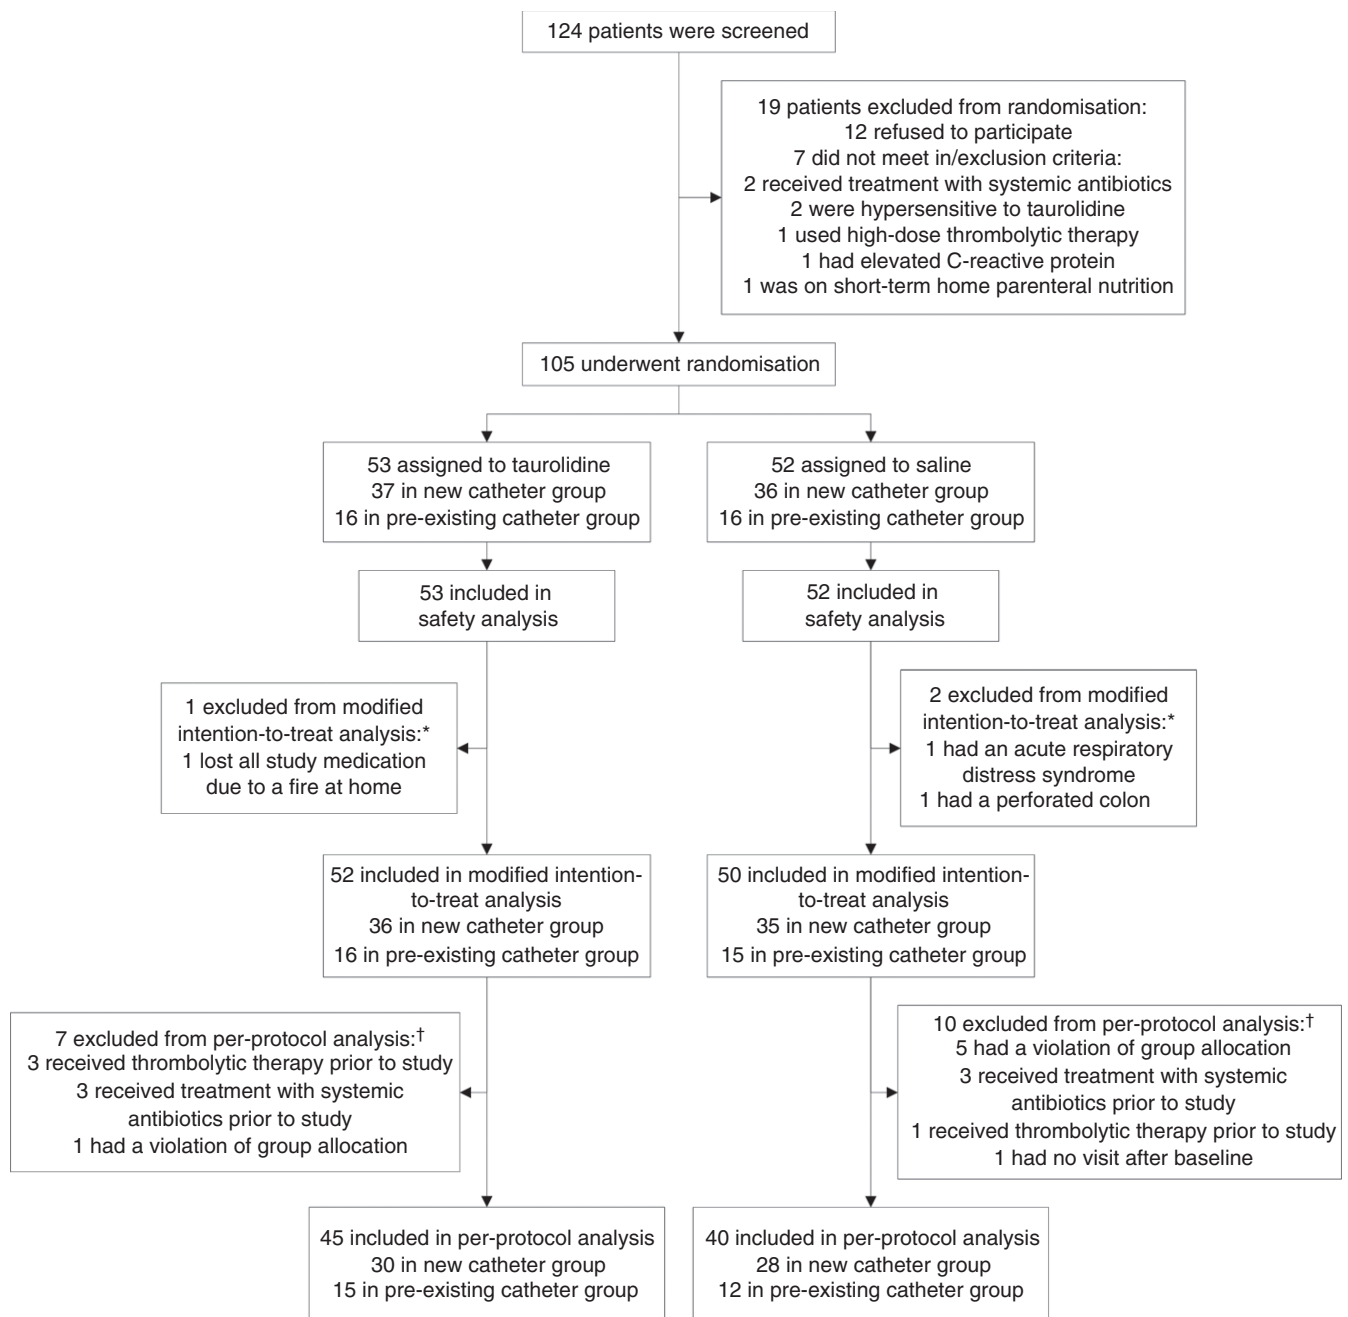 124 patients were screened
19 patients excluded from randomisation:
12 refused to participate
7 did not meet in/exclusion criteria:
2 received treatment with systemic antibiotics
2 were hypersensitive to taurolidine
1 used high-dose thrombolytic therapy
1 had elevated C-reactive protein
1 was on short-term home parenteral nutrition
105 underwent randomisation
53 assigned to taurolidine
37 in new catheter group
16 in pre-existing catheter group
52 assigned to saline
36 in new catheter group
16 in pre-existing catheter group
53 included in
safety analysis
52 included in
safety analysis
1 excluded from modified
intention-to-treat analysis:*
1 lost all study medication
due to a fire at home
2 excluded from modified
intention-to-treat analysis:*
1 had an acute respiratory
distress syndrome
1 had a perforated colon
52 included in modified intention-
to-treat analysis
36 in new catheter group
16 in pre-existing catheter group
50 included in modified intention-
to-treat analysis
35 in new catheter group
15 in pre-existing catheter group
7 excluded from per-protocol analysis:†
3 received thrombolytic therapy prior to study
3 received treatment with systemic
antibiotics prior to study
1 had a violation of group allocation
10 excluded from per-protocol analysis:†
5 had a violation of group allocation
3 received treatment with systemic
antibiotics prior to study
1 received thrombolytic therapy prior to study
1 had no visit after baseline
45 included in per-protocol analysis
30 in new catheter group
15 in pre-existing catheter group
40 included in per-protocol analysis
28 in new catheter group
12 in pre-existing catheter group